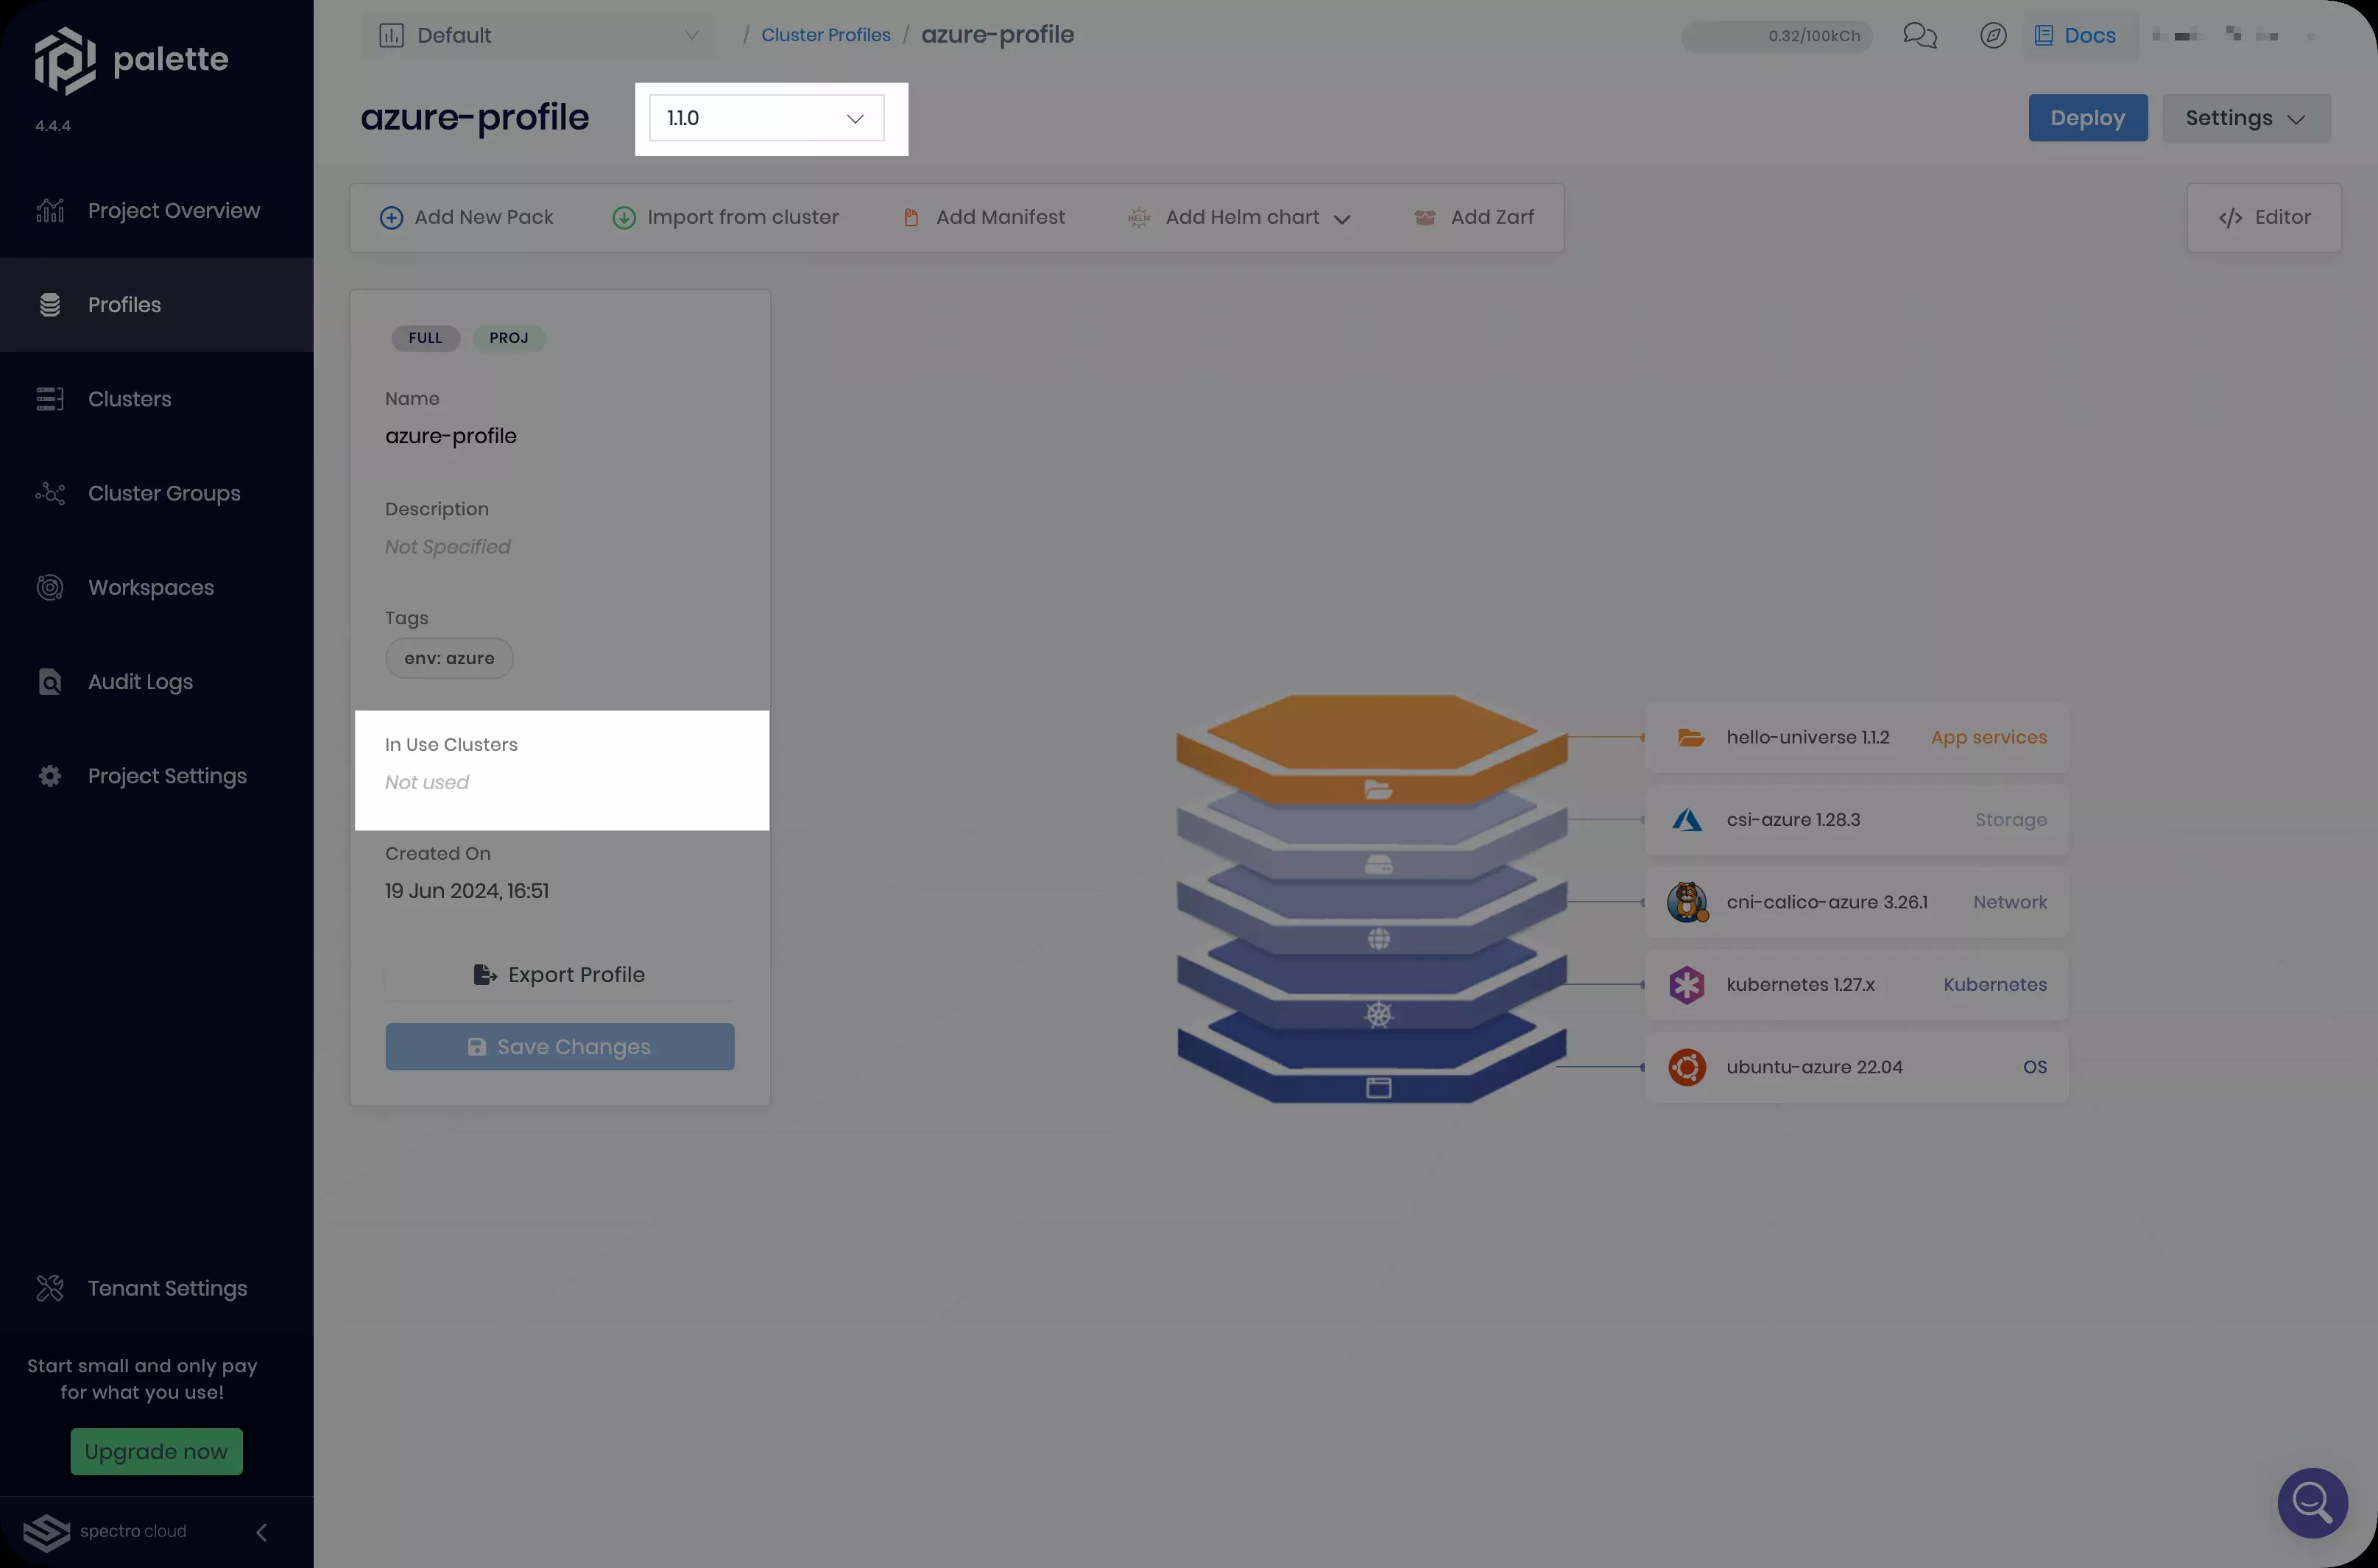 palette
4.4.4
Project Overview
Profiles
Clusters
Cluster Groups
Workspaces
Audit Logs
Project Settings
Tenant Settings
Start small and only pay
for what you use!
Upgrade now
spectro cloud
Default
/ Cluster Profiles / azure-profile
0.32/100kCh
Docs
azure-profile
1.1.0
Deploy
Settings
Add New Pack
Import from cluster
Add Manifest
HELM
Add Helm chart
Add Zarf
</> Editor
FULL
PROJ
Name
azure-profile
Description
Not Specified
Tags
env: azure
In Use Clusters
Not used
Created On
19 Jun 2024, 16:51
Export Profile
Save Changes
hello-universe 1.1.2 App services
csi-azure 1.28.3 Storage
cni-calico-azure 3.26.1 Network
kubernetes 1.27.x Kubernetes
ubuntu-azure 22.04 OS